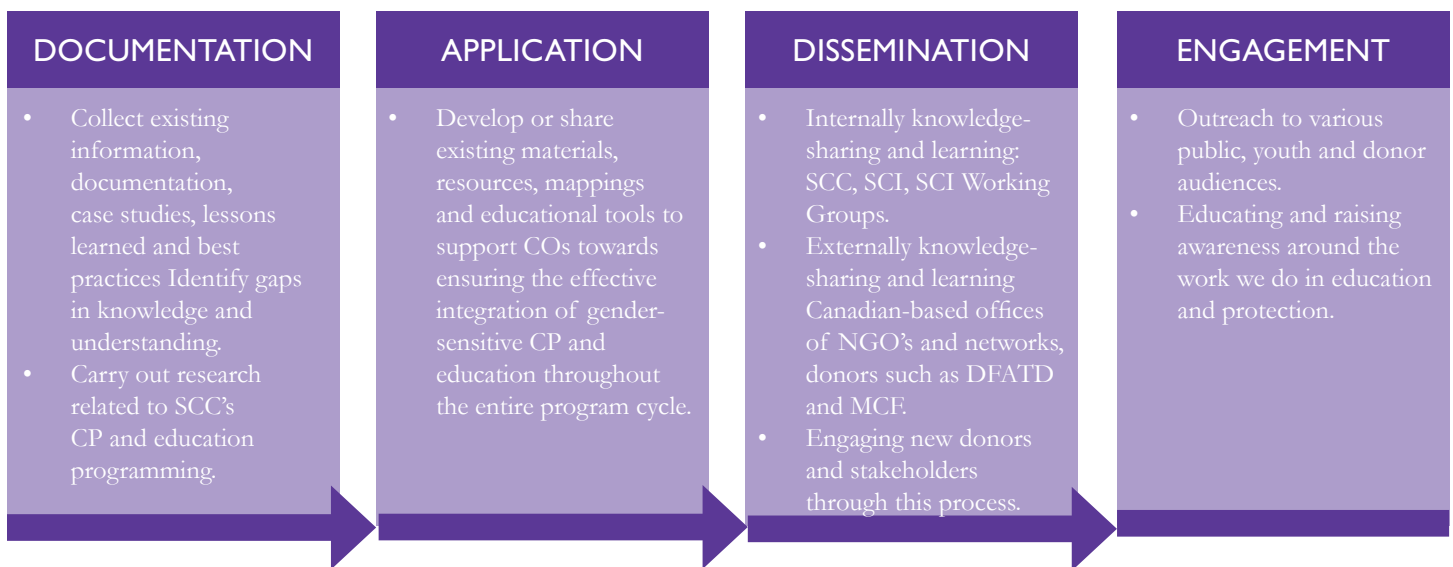 DOCUMENTATION
• Collect existing
information,
documentation,
case studies, lessons
learned and best
practices Identify gaps
in knowledge and
understanding.
• Carry out research
related to SCC's
CP and education
programming.
APPLICATION
• Develop or share
existing materials,
resources, mappings
and educational tools to
support COs towards
ensuring the effective
integration of gender-
sensitive CP and
education throughout
the entire program cycle.
DISSEMINATION
• Internally knowledge-
sharing and learning:
SCC, SCI, SCI Working
Groups.
• Externally knowledge-
sharing and learning
Canadian-based offices
of NGO's and networks,
donors such as DFATD
and MCF.
• Engaging new donors
and stakeholders
through this process.
ENGAGEMENT
• Outreach to various
public, youth and donor
audiences.
• Educating and raising
awareness around the
work we do in education
and protection.